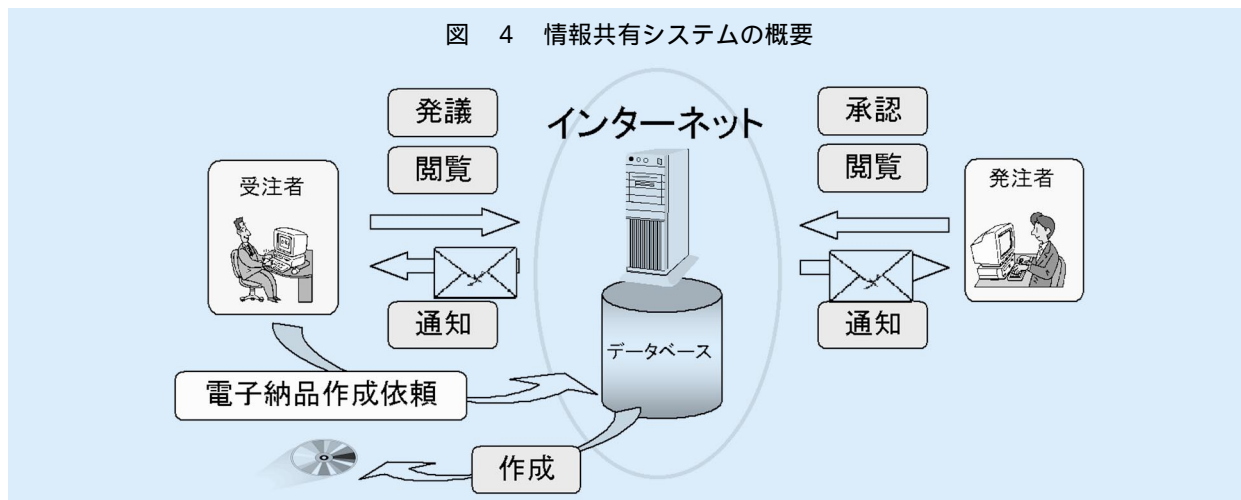 図 4 情報共有システムの概要
発議
閲覧
インターネット
承認
閲覧
受注者
発注者
通知
データベース
通知
電子納品作成依頼
作成